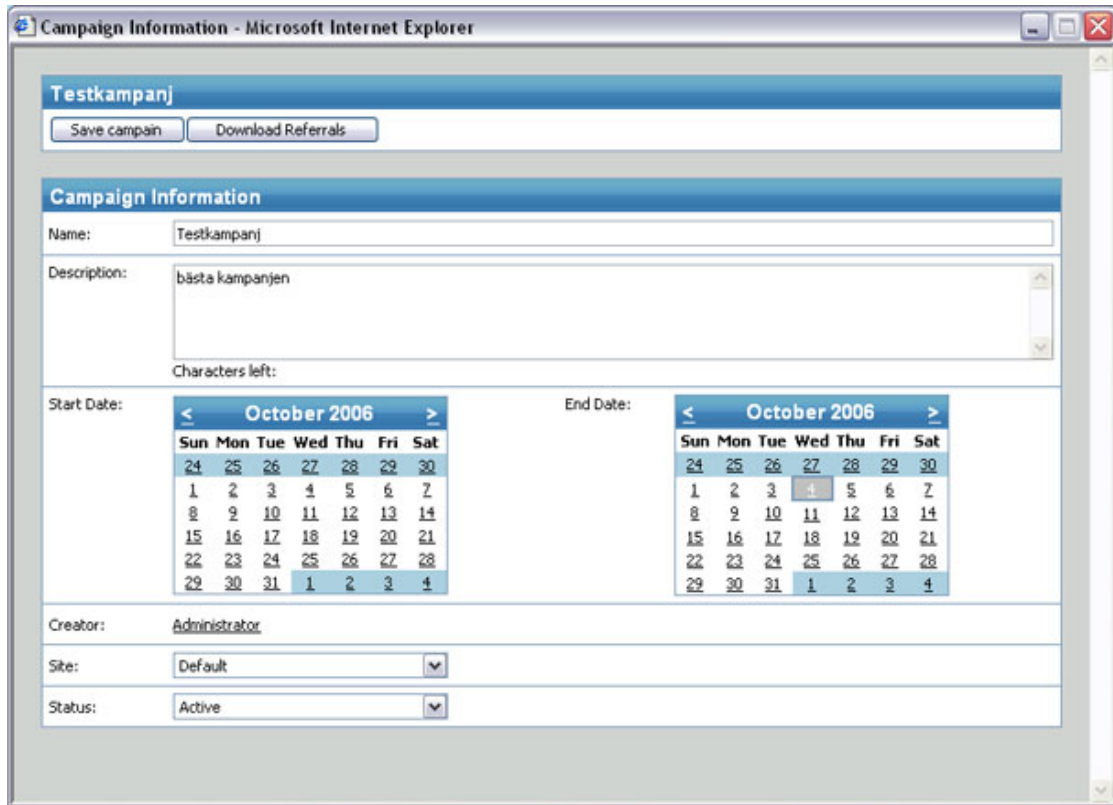 Campaign Information - Microsoft Internet Explorer
Testkampanj
Save campain Download Referrals
Campaign Information
Name: Testkampanj
Description: bästa kampanjen
Characters left:
Start Date: End Date:
< October 2006 > < October 2006 >
Sun Mon Tue Wed Thu Fri Sat Sun Mon Tue Wed Thu Fri Sat
24 25 26 27 28 29 30 24 25 26 27 28 29 30
1 2 3 4 5 6 7 1 2 3 4 5 6 7
8 9 10 11 12 13 14 8 9 10 11 12 13 14
15 16 17 18 19 20 21 15 16 17 18 19 20 21
22 23 24 25 26 27 28 22 23 24 25 26 27 28
29 30 31 1 2 3 4 29 30 31 1 2 3 4
Creator: Administrator
Site: Default
Status: Active